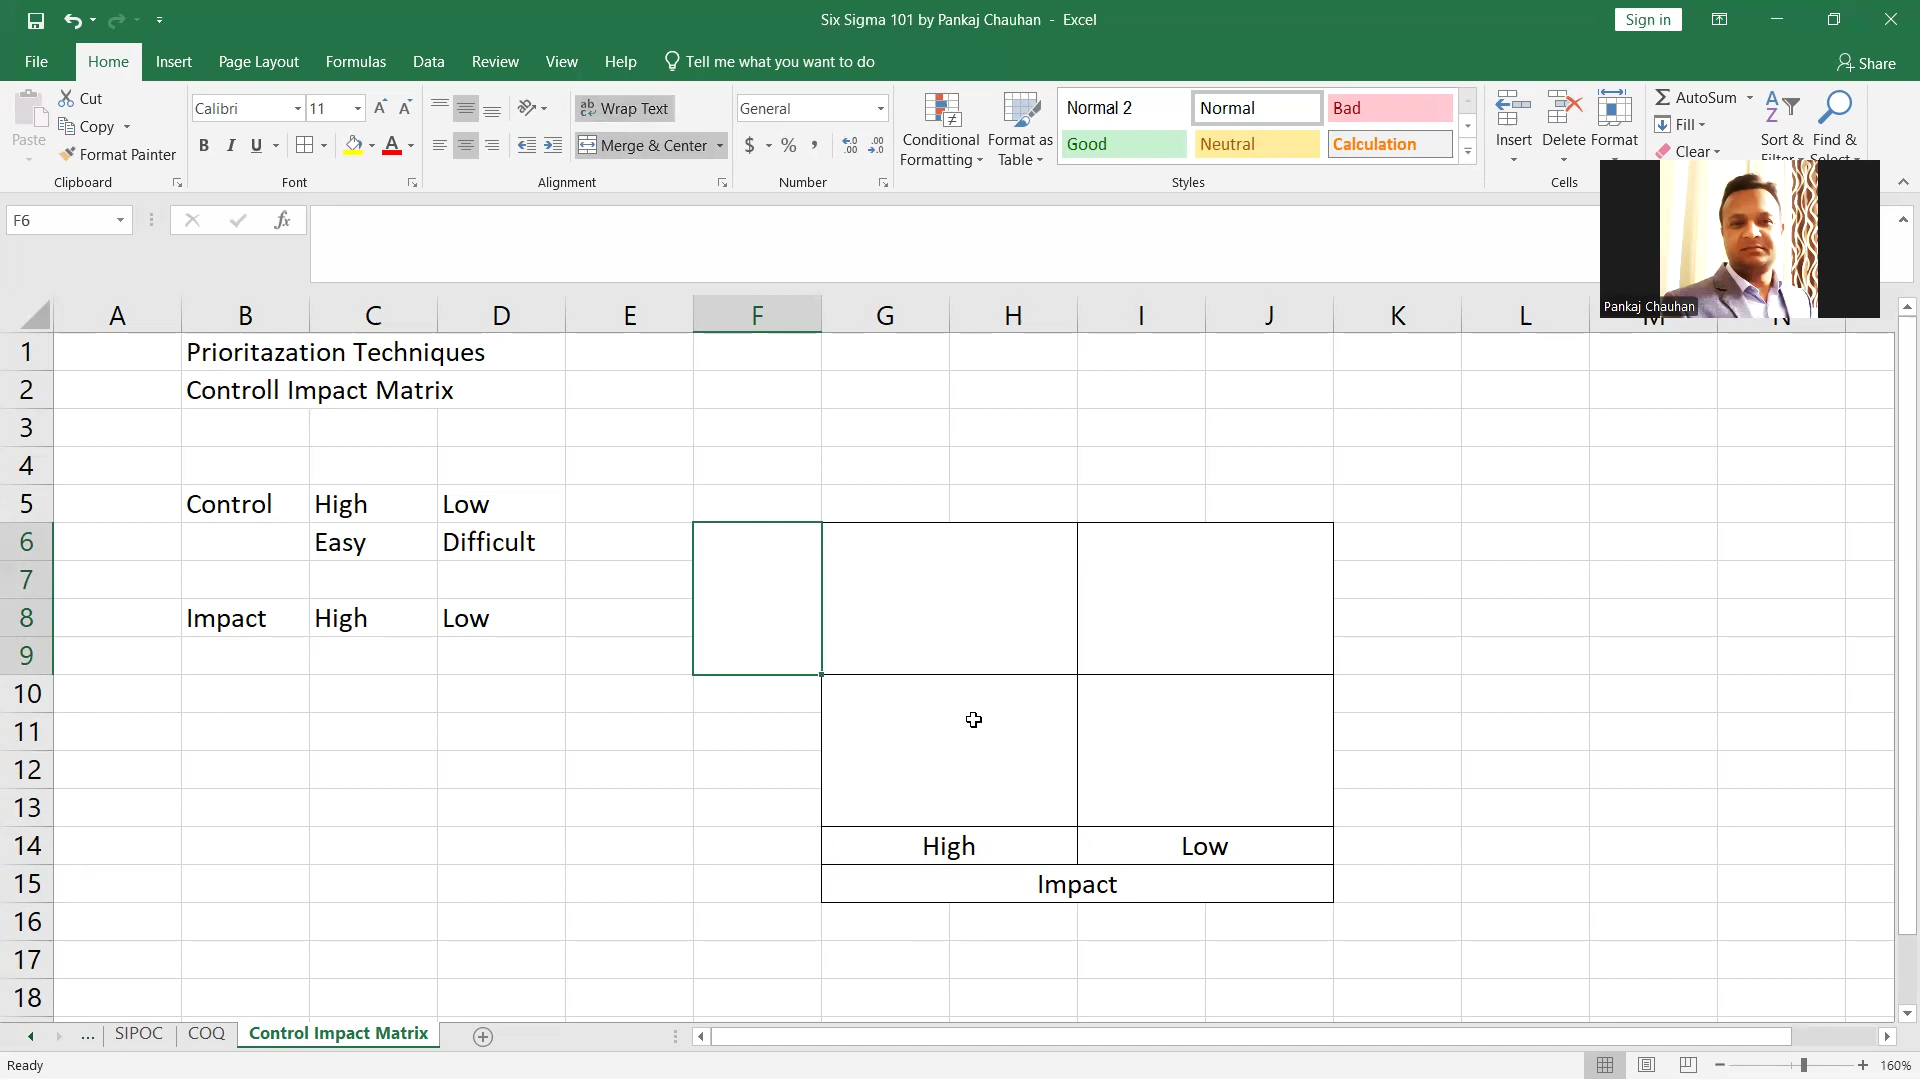 Six Sigma 101 by Pankaj Chauhan - Excel
Sign in
File Home Insert Page Layout Formulas Data Review View Help Tell me what you want to do
Share
Paste
Cut
Copy
Format Painter
Clipboard
Calibri 11
B I U A
Font
Wrap Text
Merge & Center
Alignment
General
$ % ,
Number
Conditional Formatting
Format as Table
Normal 2 Normal Bad
Good Neutral Calculation
Styles
Insert Delete Format
Cells
AutoSum
Fill
Clear
Sort &
Filter
Find &
Select
Pankaj Chauhan
F6
fx
A B C D E F G H I J K L M N
1 Prioritazation Techniques
2 Controll Impact Matrix
3
4
5 Control High Low
6 Easy Difficult
7
8 Impact High Low
9
10
11
12
13
14 High Low
15 Impact
16
17
18
... SIPOC COQ Control Impact Matrix
Ready
160%